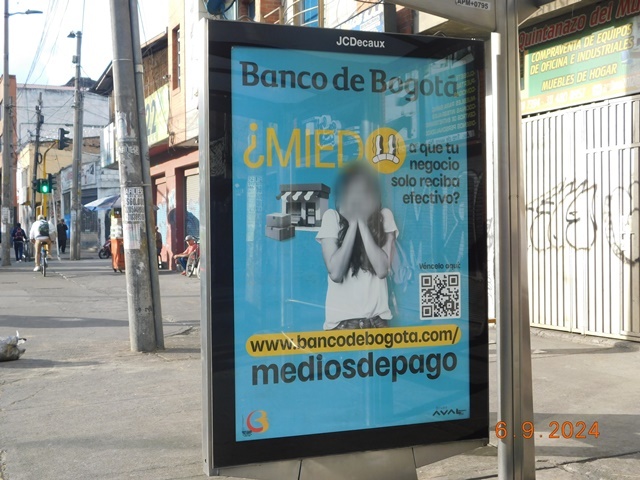 JCDecaux
Banco de Bogotá
¿MIEDO
a que tu
negocio
solo reciba
efectivo?
Véncelo aquí:
www.bancodebogota.com/
mediosdepago
AVAL
COMPRAVENTA DE EQUIPOS
DE OFICINA E INDUSTRIALES
MUEBLES DE HOGAR
6.9.2024